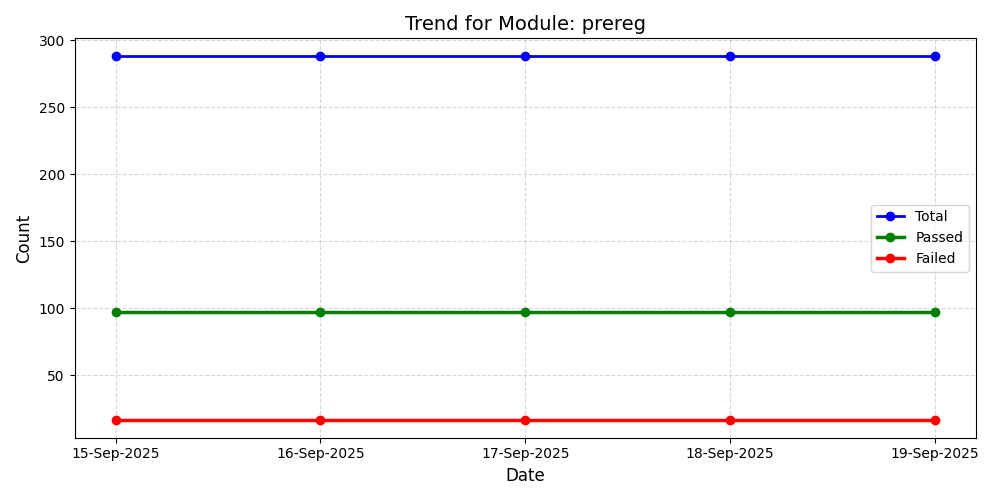 Trend for Module: prereg
300
250
200
150
100
50
Count
Total
Passed
Failed
15-Sep-2025
16-Sep-2025
17-Sep-2025
18-Sep-2025
19-Sep-2025
Date